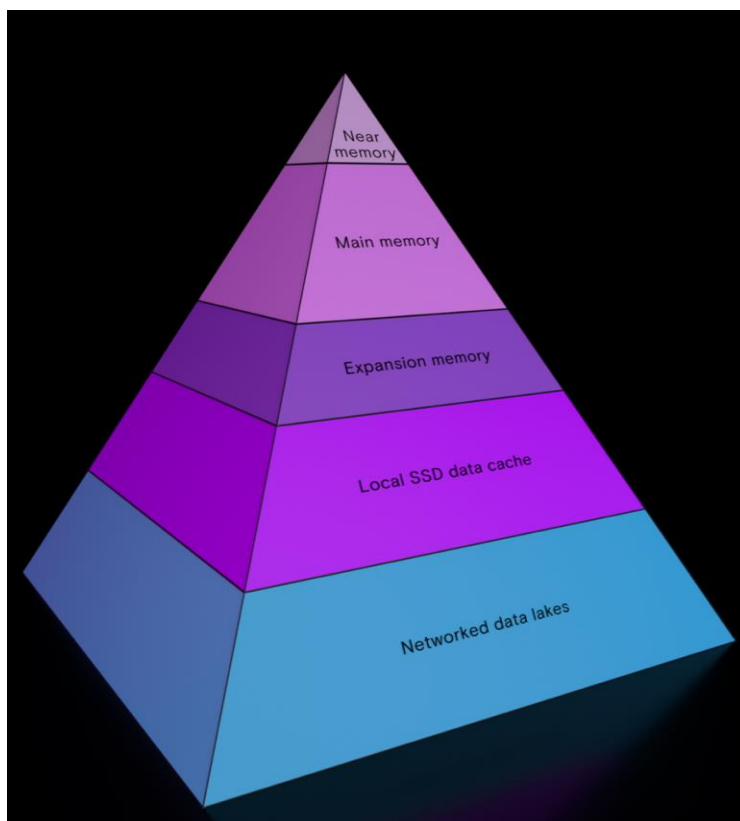 Near
memory
Main memory
Expansion memory
Local SSD data cache
Networked data lakes